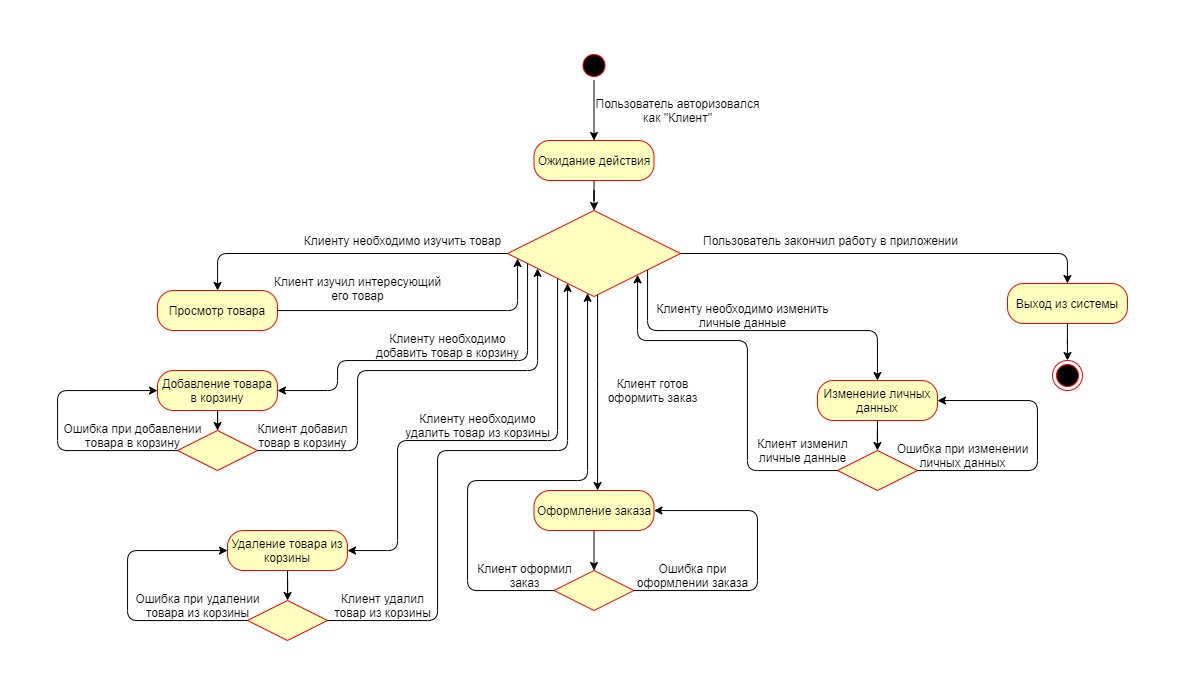 Пользователь авторизовался
как "Клиент"
Ожидание действия
Клиенту необходимо изучить товар
Пользователь закончил работу в приложении
Клиент изучил интересующий
его товар
Просмотр товара
Выход из системы
Клиенту необходимо изменить
личные данные
Клиенту необходимо
добавить товар в корзину
Добавление товара
в корзину
Клиент готов
оформить заказ
Изменение личных
данных
Ошибка при добавлении
товара в корзину
Клиент добавил
товар в корзину
Клиенту необходимо
удалить товар из корзины
Клиент изменил
личные данные
Ошибка при изменении
личных данных
Оформление заказа
Удаление товара из
корзины
Клиент оформил
заказ
Ошибка при
оформлении заказа
Ошибка при удалении
товара из корзины
Клиент удалил
товар из корзины